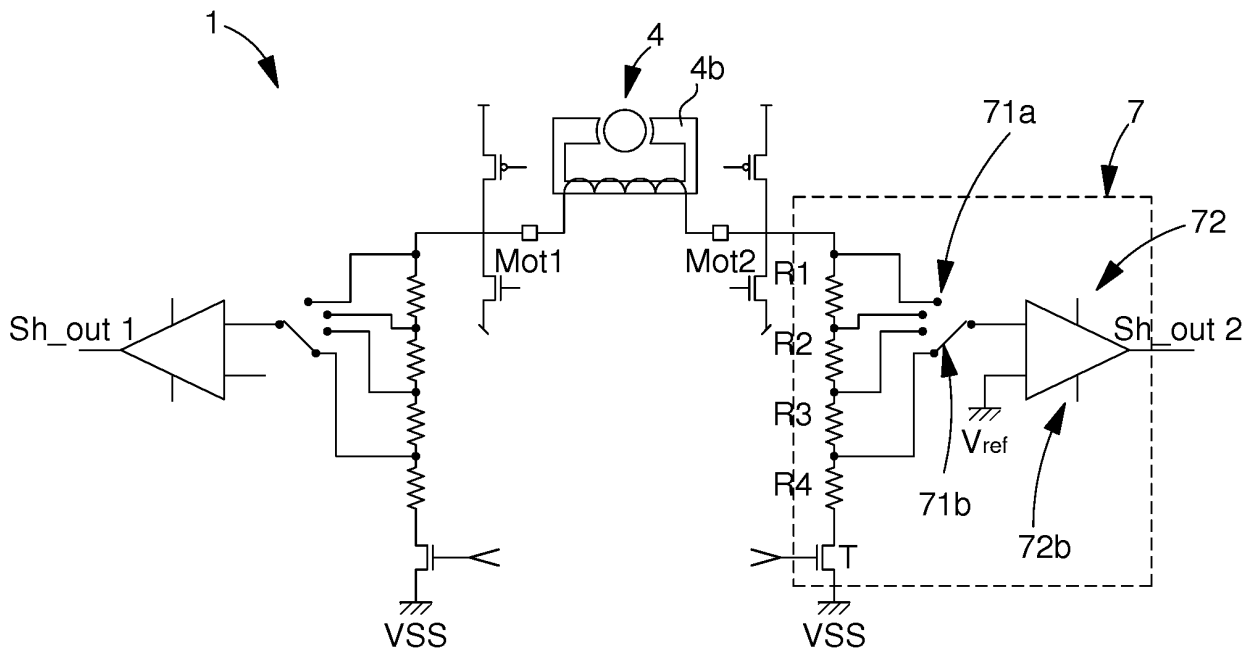 1
4
4b
71a
7
72
Mot1
Mot2
R1
Sh_out 1
R2
Sh_out 2
R3
Vref
R4
71b
72b
T
VSS
VSS